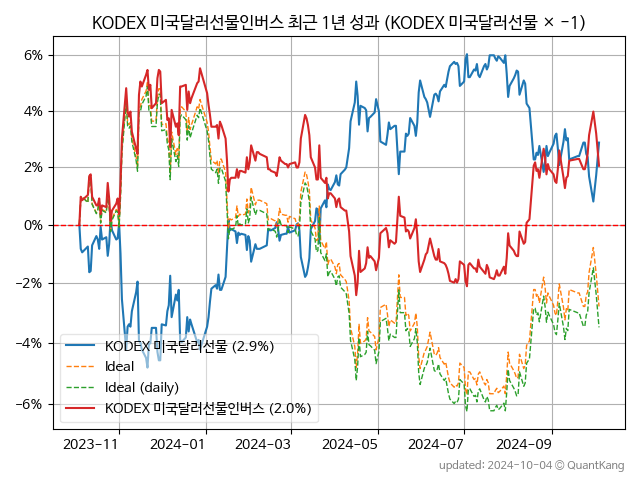 KODEX 미국달러선물인버스 최근 1년 성과 (KODEX 미국달러선물 × -1)
6%
4%
2%
0%
-2%
-4%
-6%
KODEX 미국달러선물 (2.9%)
Ideal
Ideal (daily)
KODEX 미국달러선물인버스 (2.0%)
2023-11 2024-01 2024-03 2024-05 2024-07 2024-09
updated: 2024-10-04 © QuantKang